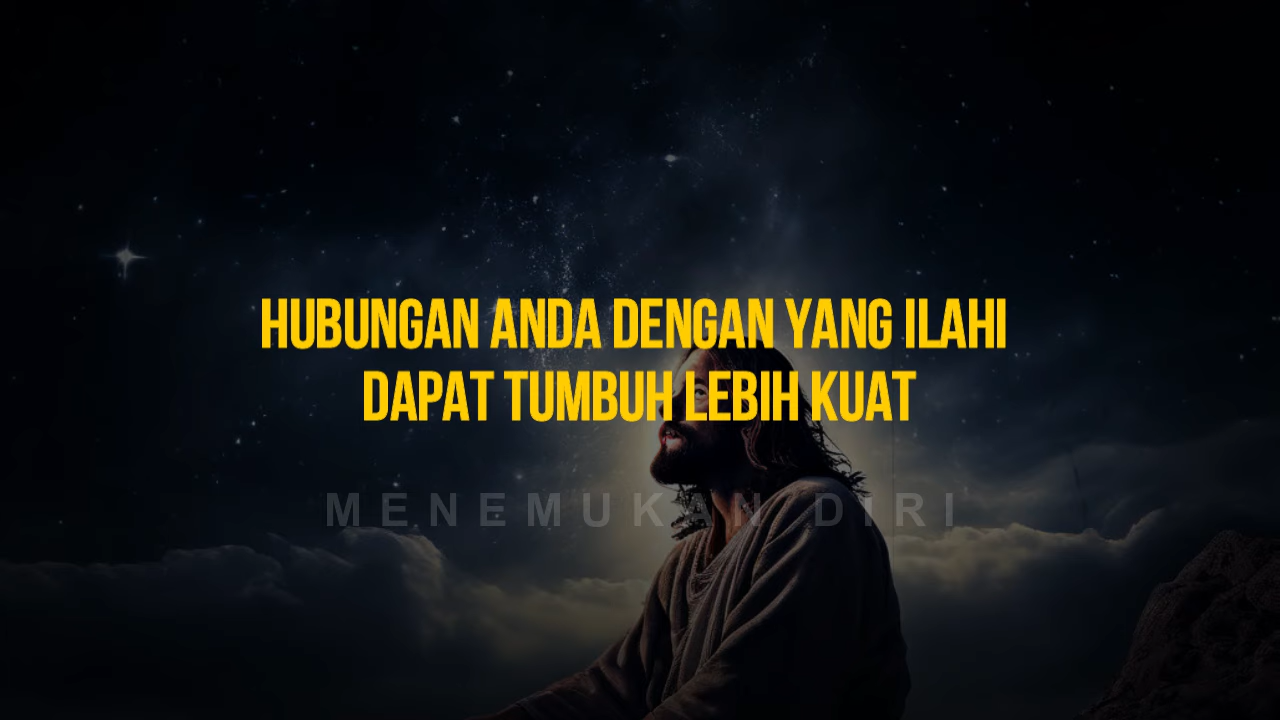 HUBUNGAN ANDA DENGAN YANG ILAHI
DAPAT TUMBUH LEBIH KUAT
MENEMUKAN DIRI